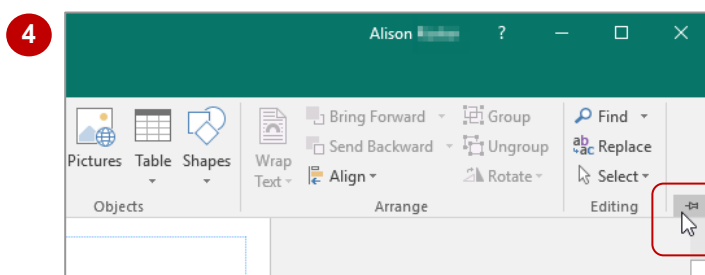 4
Alison
?
Bring Forward Group Find
Pictures Table Shapes Wrap Text Send Backward Ungroup Replace
Align Rotate Select
Objects Arrange Editing